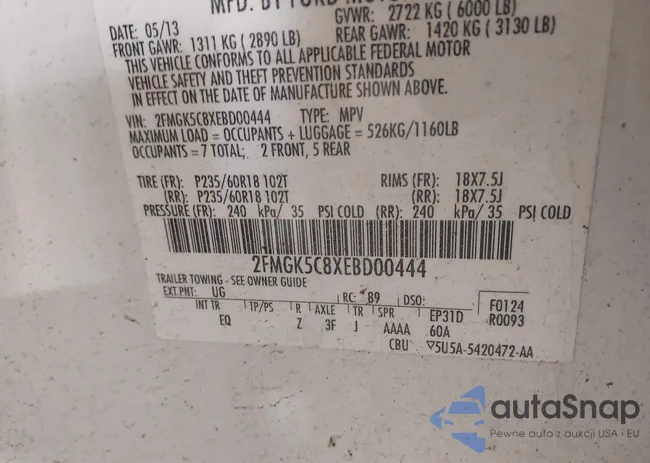 MFD. BY FORD MOTOR
DATE: 05/13 GVWR: 2722 KG (6000 LB)
FRONT GAWR: 1311 KG (2890 LB) REAR GAWR: 1420 KG (3130 LB)
THIS VEHICLE CONFORMS TO ALL APPLICABLE FEDERAL MOTOR
VEHICLE SAFETY AND THEFT PREVENTION STANDARDS
IN EFFECT ON THE DATE OF MANUFACTURE SHOWN ABOVE.
VIN: 2FMGK5C8XEBD00444 TYPE: MPV
MAXIMUM LOAD = OCCUPANTS + LUGGAGE = 526KG/1160LB
OCCUPANTS = 7 TOTAL; 2 FRONT, 5 REAR
TIRE (FR): P235/60R18 102T RIMS (FR): 18X7.5J
(RR): P235/60R18 102T (RR): 18X7.5J
PRESSURE (FR): 240 kPa/ 35 PSI COLD (RR): 240 kPa/ 35 PSI COLD
2FMGK5C8XEBD00444
TRAILER TOWING - SEE OWNER GUIDE
EXT PNT: UG RC: B9 DSO: F0124
INT TR TP/PS R AXLE TR SPR EP31D R0093
EQ Z 3F J AAAA 60A
CBU ▽5U5A-5420472-AA
autaSnap
Pewne auta z aukcji USA i EU